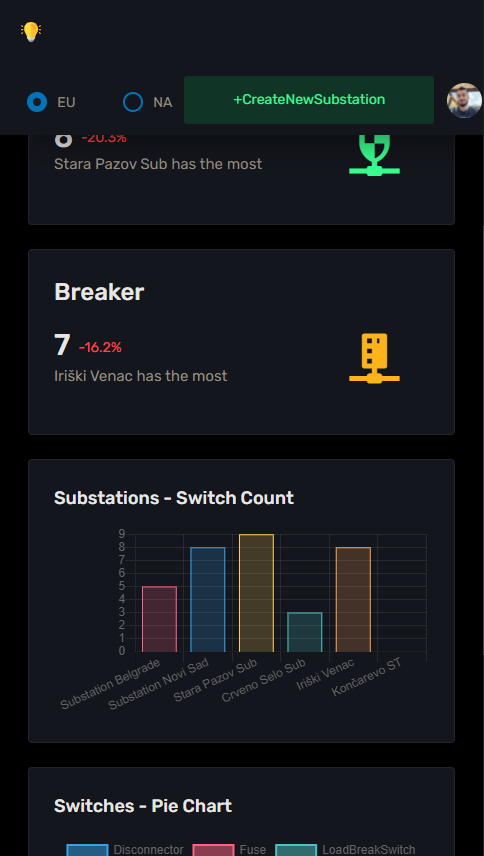 EU
NA
+CreateNewSubstation
-20.3%
Stara Pazov Sub has the most
Breaker
7 -16.2%
Iriški Venac has the most
Substations - Switch Count
9
8
7
6
5
4
3
2
1
0
Substation Belgrade
Substation Novi Sad
Stara Pazov Sub
Crveno Selo Sub
Iriški Venac
Končarevo ST
Switches - Pie Chart
Disconnector Fuse LoadBreakSwitch